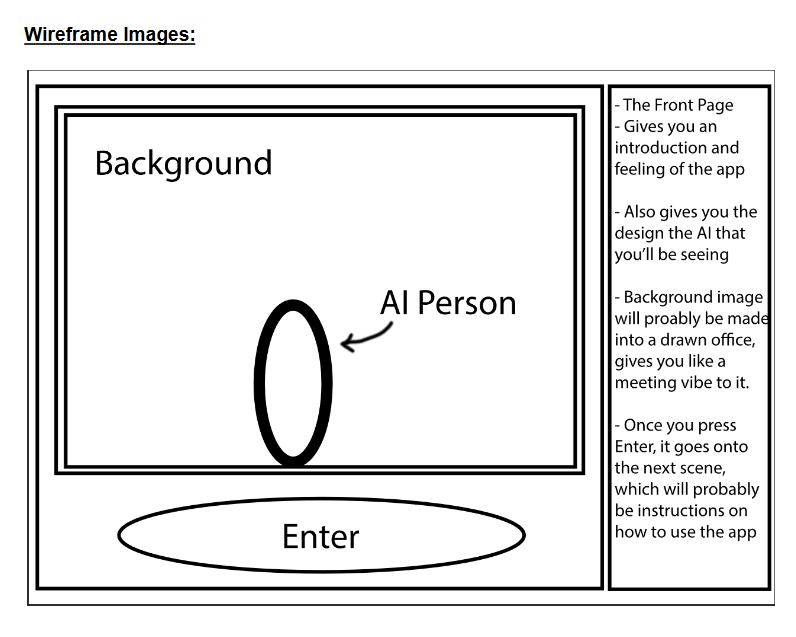 Wireframe Images:
Background
AI Person
Enter
- The Front Page
- Gives you an
introduction and
feeling of the app
- Also gives you the
design the AI that
you'll be seeing
- Background image
will proably be made
into a drawn office,
gives you like a
meeting vibe to it.
- Once you press
Enter, it goes onto
the next scene,
which will probably
be instructions on
how to use the app